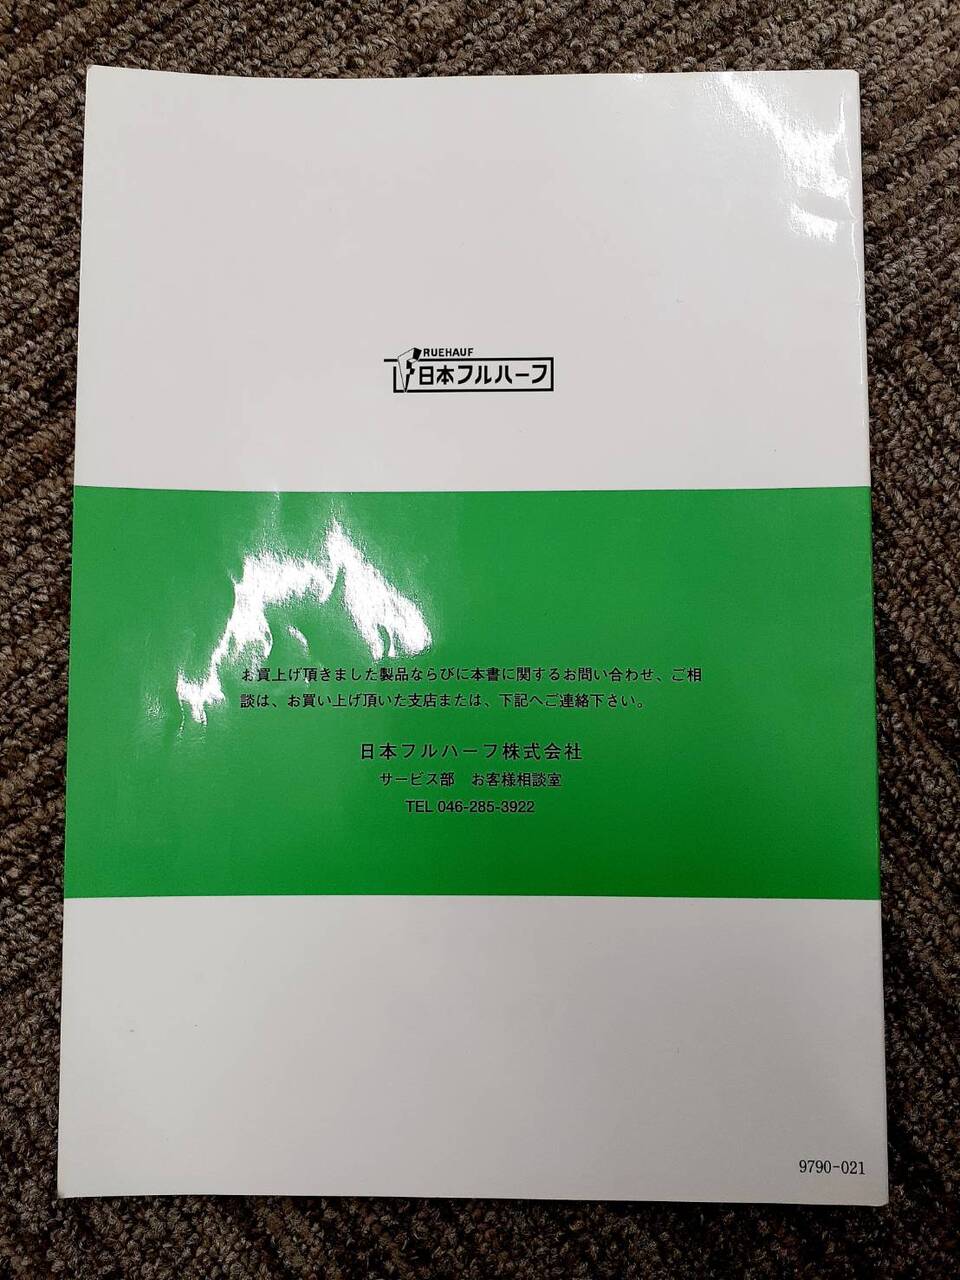 FRUEHAUF
日本フルハーフ
お買上げ頂きました製品ならびに本書に関するお問い合わせ、ご相
談は、お買い上げ頂いた支店または、下記へご連絡下さい。
日本フルハーフ株式会社
サービス部　お客様相談室
TEL 046-285-3922
9790-021